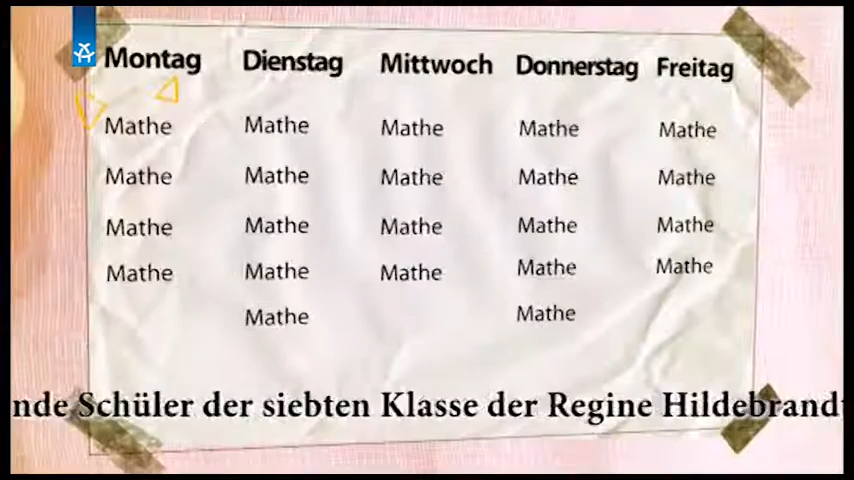 Montag Dienstag Mittwoch Donnerstag Freitag
Mathe Mathe Mathe Mathe Mathe
Mathe Mathe Mathe Mathe Mathe
Mathe Mathe Mathe Mathe Mathe
Mathe Mathe Mathe Mathe Mathe
Mathe Mathe
nde Schüler der siebten Klasse der Regine Hildebrand